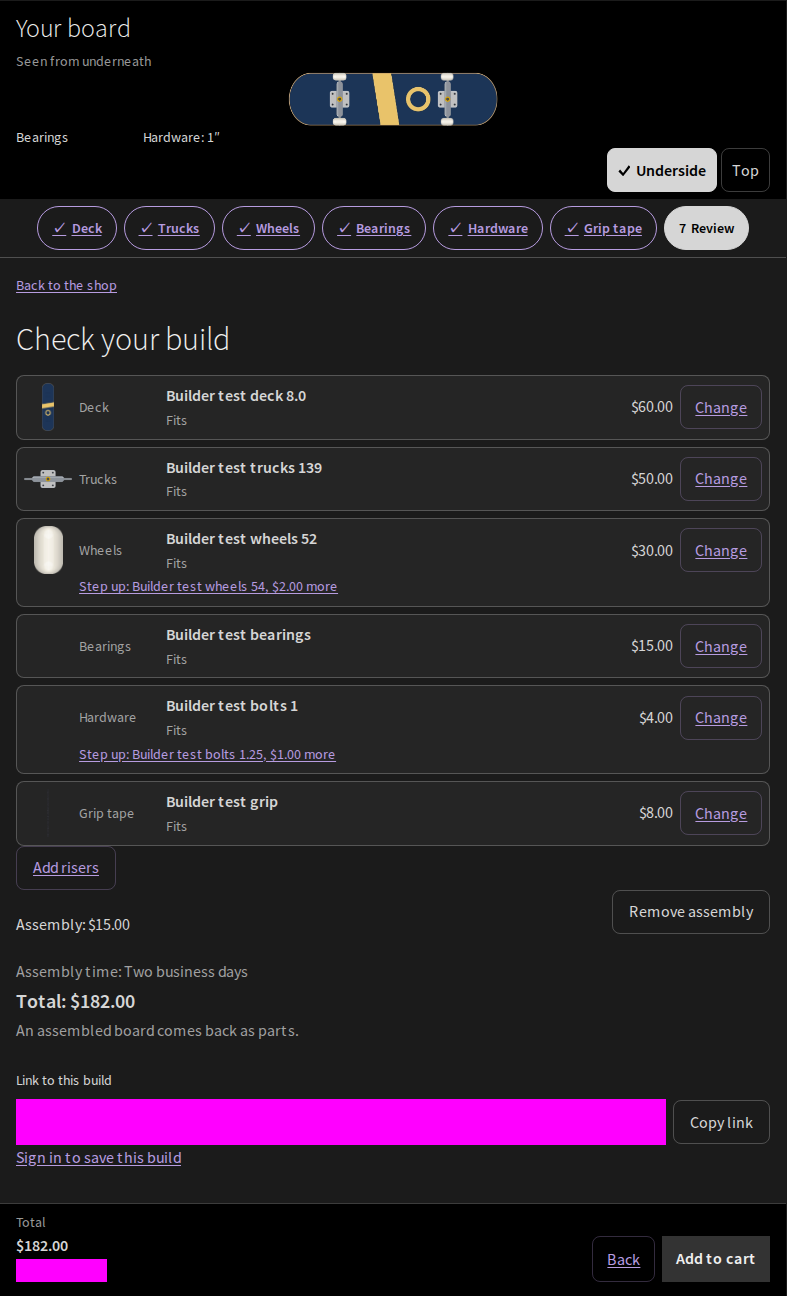 Your board
Seen from underneath
Bearings Hardware: 1″
✓ Underside Top
✓ Deck ✓ Trucks ✓ Wheels ✓ Bearings ✓ Hardware ✓ Grip tape 7 Review
Back to the shop
Check your build
Deck Builder test deck 8.0 $60.00 Change
Fits
Trucks Builder test trucks 139 $50.00 Change
Fits
Wheels Builder test wheels 52 $30.00 Change
Fits
Step up: Builder test wheels 54, $2.00 more
Bearings Builder test bearings $15.00 Change
Fits
Hardware Builder test bolts 1 $4.00 Change
Fits
Step up: Builder test bolts 1.25, $1.00 more
Grip tape Builder test grip $8.00 Change
Fits
Add risers
Assembly: $15.00 Remove assembly
Assembly time: Two business days
Total: $182.00
An assembled board comes back as parts.
Link to this build
Copy link
Sign in to save this build
Total
$182.00
Back Add to cart